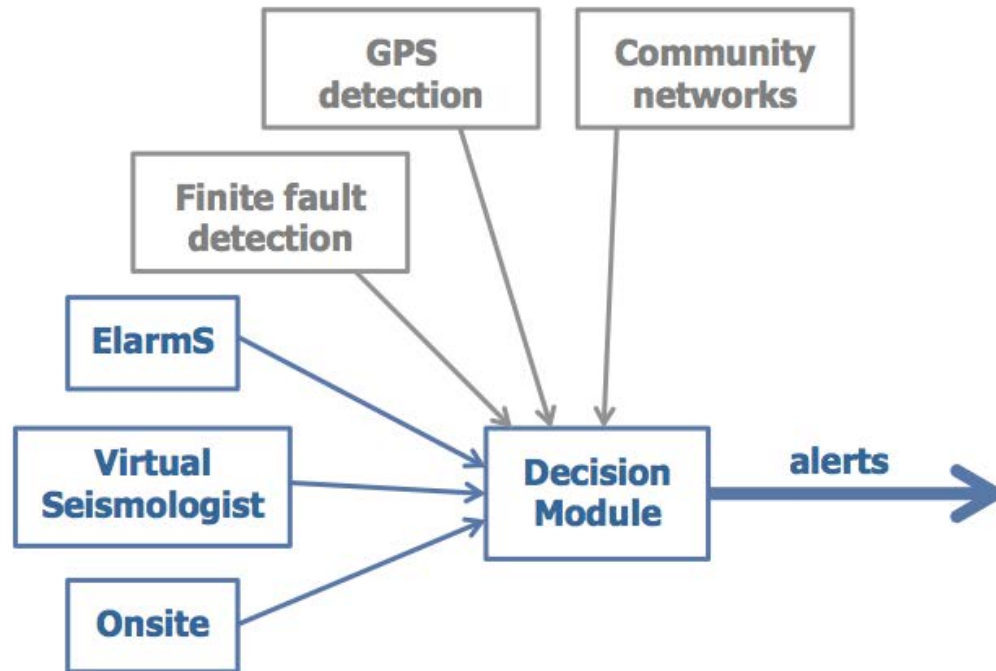 GPS
detection
Community
networks
Finite fault
detection
ElarmS
Virtual
Seismologist
Onsite
Decision
Module
alerts